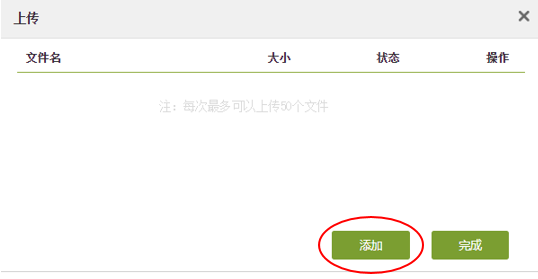 上传
文件名 大小 状态 操作
注：每次最多可以上传50个文件
添加 完成